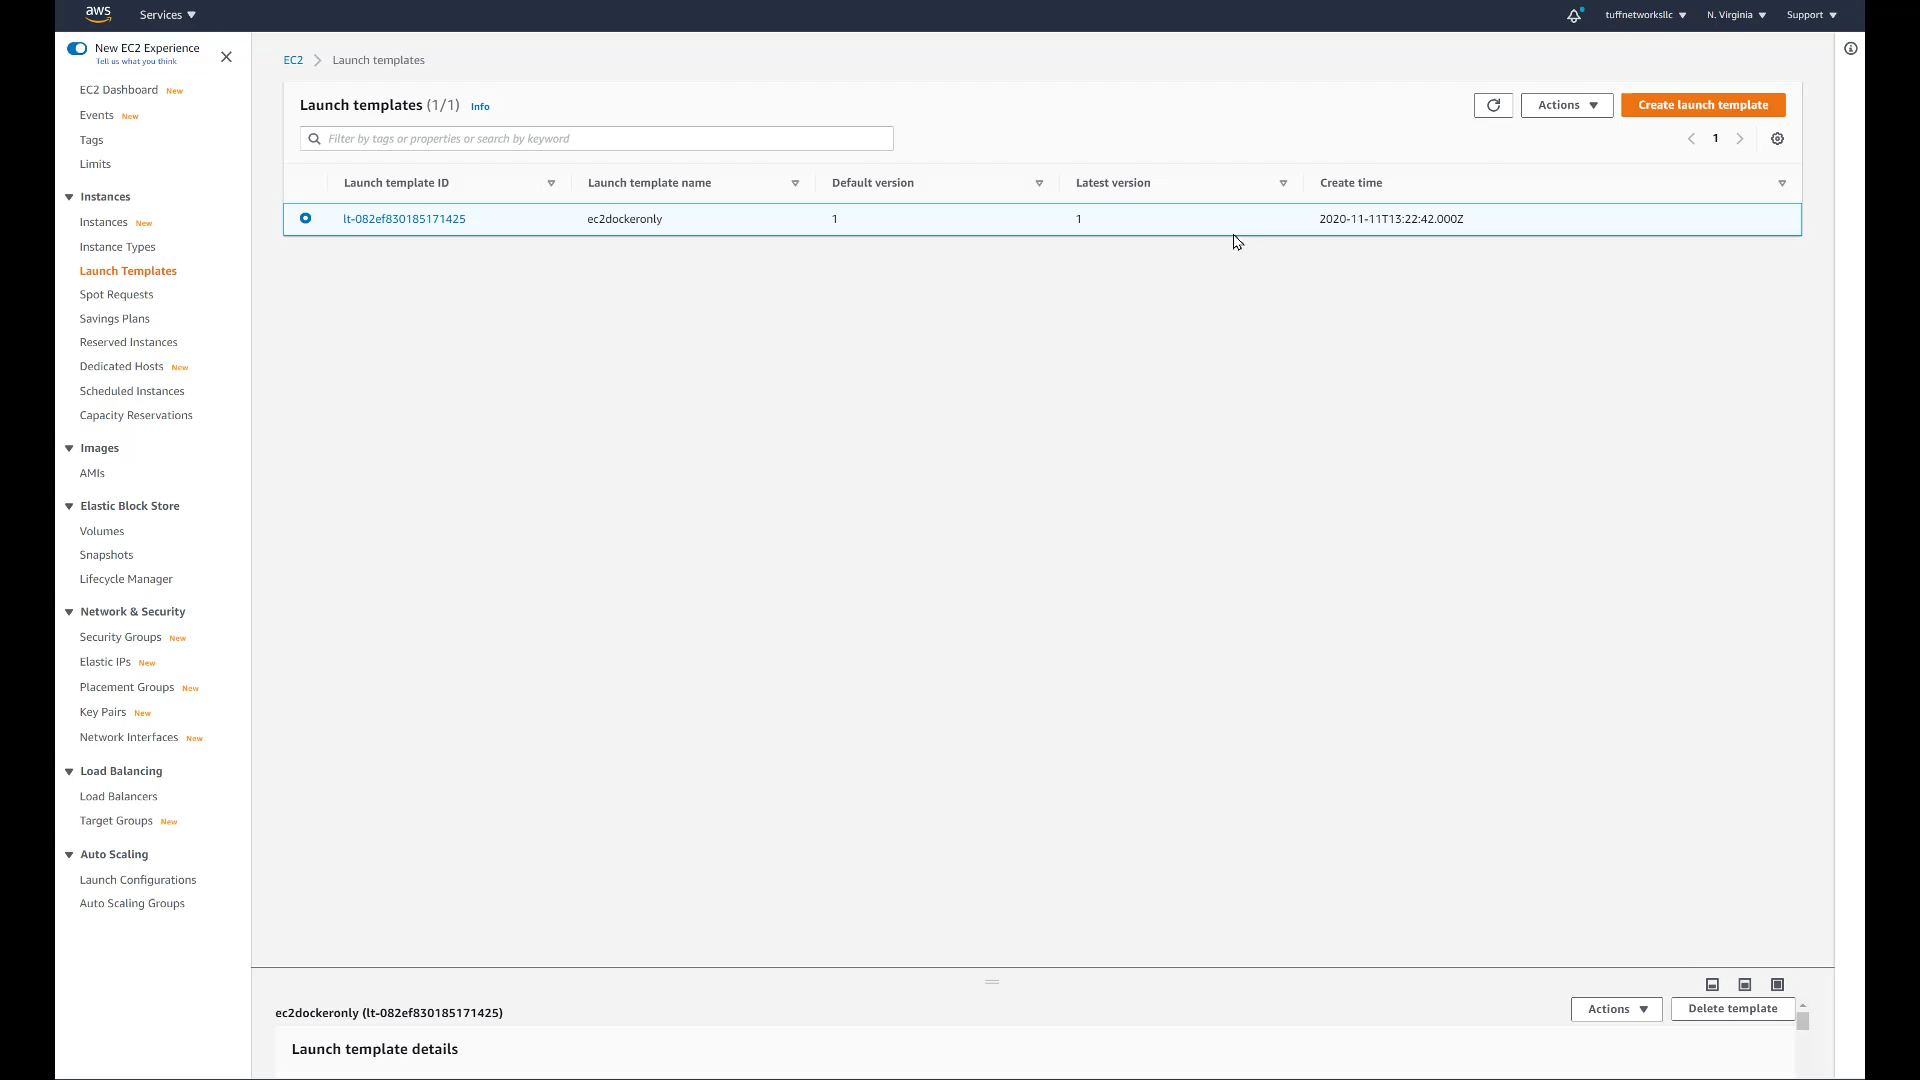 aws
Services
tuffnetworksllc
N. Virginia
Support
New EC2 Experience
Tell us what you think
EC2 Dashboard New
Events New
Tags
Limits
Instances
Instances New
Instance Types
Launch Templates
Spot Requests
Savings Plans
Reserved Instances
Dedicated Hosts New
Scheduled Instances
Capacity Reservations
Images
AMIs
Elastic Block Store
Volumes
Snapshots
Lifecycle Manager
Network & Security
Security Groups New
Elastic IPs New
Placement Groups New
Key Pairs New
Network Interfaces New
Load Balancing
Load Balancers
Target Groups New
Auto Scaling
Launch Configurations
Auto Scaling Groups
EC2 Launch templates
Launch templates (1/1) Info
Actions
Create launch template
Filter by tags or properties or search by keyword
1
Launch template ID Launch template name Default version Latest version Create time
lt-082ef830185171425 ec2dockeronly 1 1 2020-11-11T13:22:42.000Z
ec2dockeronly (lt-082ef830185171425)
Actions
Delete template
Launch template details